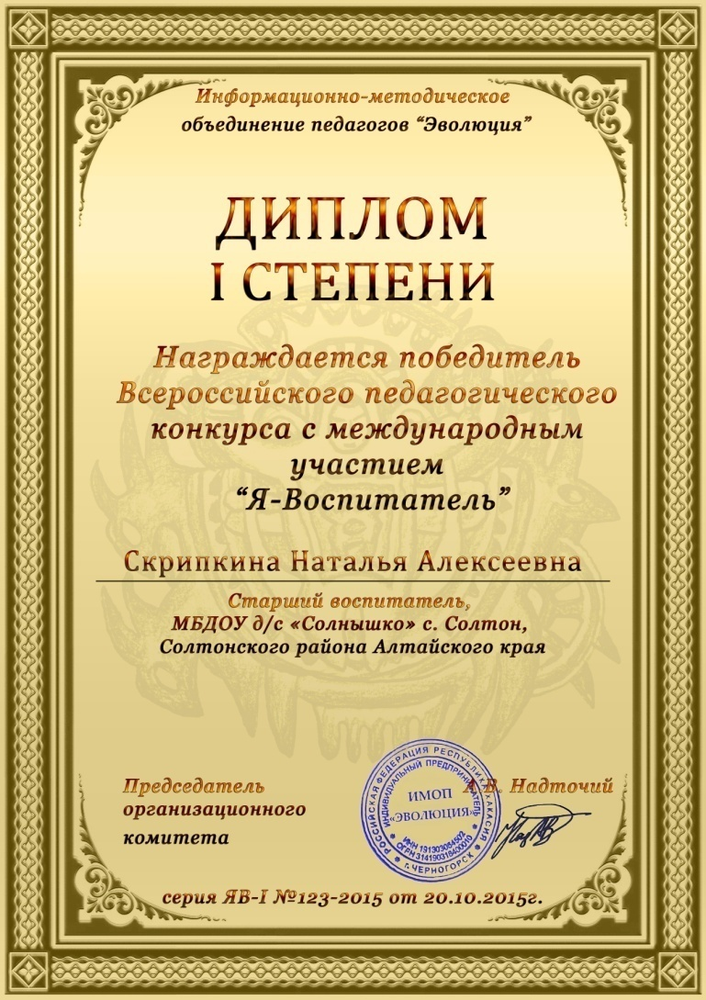 Информационно-методическое
объединение педагогов “Эволюция”
ДИПЛОМ
I СТЕПЕНИ
Награждается победитель
Всероссийского педагогического
конкурса с международным
участием
“Я-Воспитатель”
Скрипкина Наталья Алексеевна
Старший воспитатель,
МБДОУ д/с «Солнышко» с. Солтон,
Солтонского района Алтайского края
Председатель
организационного
комитета
РОССИЙСКАЯ ФЕДЕРАЦИЯ РЕСПУБЛИКА ХАКАСИЯ
ИНДИВИДУАЛЬНЫЙ ПРЕДПРИНИМАТЕЛЬ
ИМОП
«ЭВОЛЮЦИЯ»
ИНН 191303054502
ОГРН 314190318400010
г. ЧЕРНОГОРСК
А.В. Надточий
серия ЯВ-I №123-2015 от 20.10.2015г.